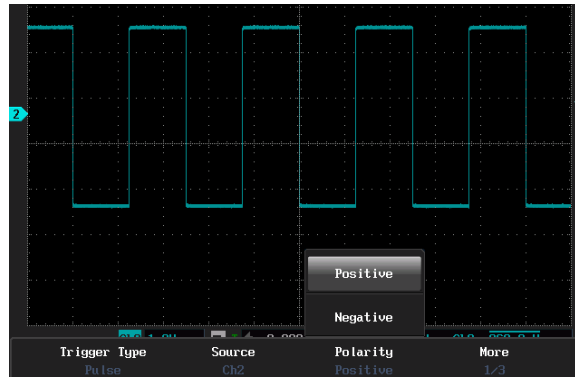 2
Positive
Negative
Trigger Type Source Polarity More
Pulse Ch2 Positive 1/3